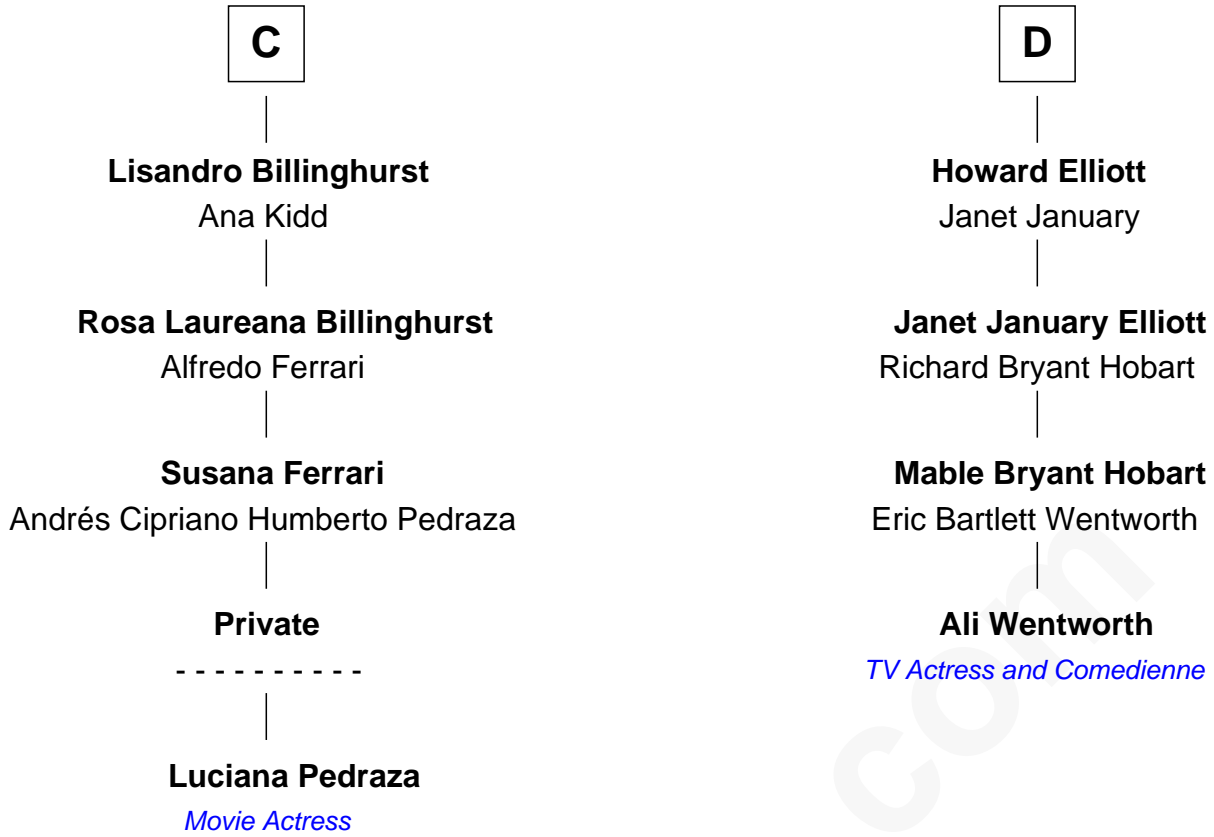 C
Lisandro Billinghurst
Ana Kidd
Rosa Laureana Billinghurst
Alfredo Ferrari
Susana Ferrari
Andrés Cipriano Humberto Pedraza
Private
- - - - - - - - - -
Luciana Pedraza
Movie Actress
D
Howard Elliott
Janet January
Janet January Elliott
Richard Bryant Hobart
Mable Bryant Hobart
Eric Bartlett Wentworth
Ali Wentworth
TV Actress and Comedienne
com